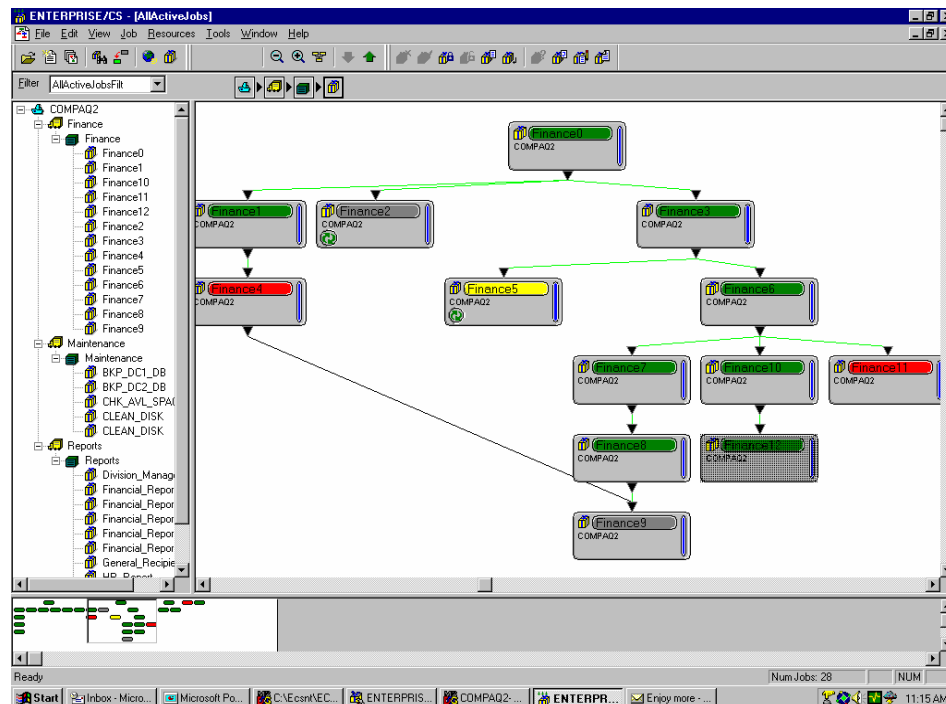 ENTERPRISE/CS - [AllActiveJobs]
File Edit View Job Resources Tools Window Help
Filter AllActiveJobsFilt
COMPAQ2
Finance
Finance
Finance0
Finance1
Finance10
Finance11
Finance12
Finance2
Finance3
Finance4
Finance5
Finance6
Finance7
Finance8
Finance9
Maintenance
Maintenance
BKP_DC1_DB
BKP_DC2_DB
CHK_AVL_SPA
CLEAN_DISK
CLEAN_DISK
Reports
Reports
Division_Manag
Financial_Repor
Financial_Repor
Financial_Repor
Financial_Repor
Financial_Repor
General_Recipie
HR_Report
Finance0
COMPAQ2
Finance1
COMPAQ2
Finance2
COMPAQ2
Finance3
COMPAQ2
Finance4
COMPAQ2
Finance5
COMPAQ2
Finance6
COMPAQ2
Finance7
COMPAQ2
Finance10
COMPAQ2
Finance11
COMPAQ2
Finance8
COMPAQ2
Finance12
COMPAQ2
Finance9
COMPAQ2
Ready
Num Jobs: 28
NUM
Start
Inbox - Micro...
Microsoft Po...
C:\Ecsnt\EC...
ENTERPRIS...
COMPAQ2- ...
ENTERPR...
Enjoy more - ...
11:15 AM